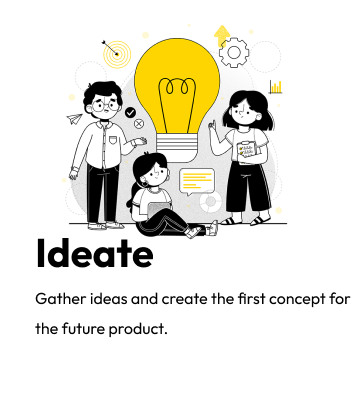 Ideate
Gather ideas and create the first concept for
the future product.